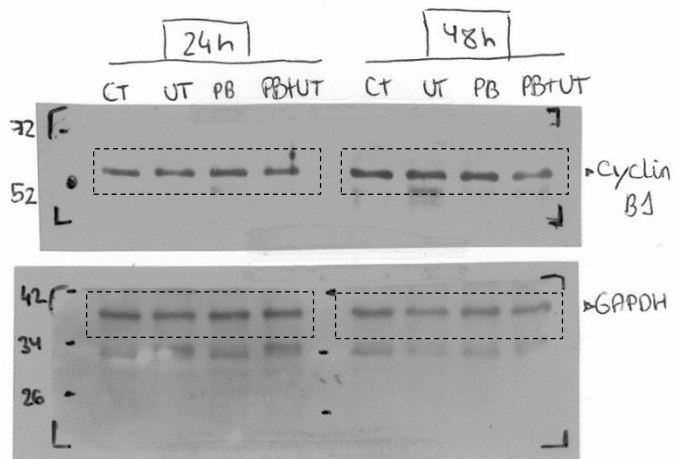 24h 48h
CT UT PB PB+UT CT UT PB PB+UT
72
52
Cyclin
B1
42
GAPDH
34
26